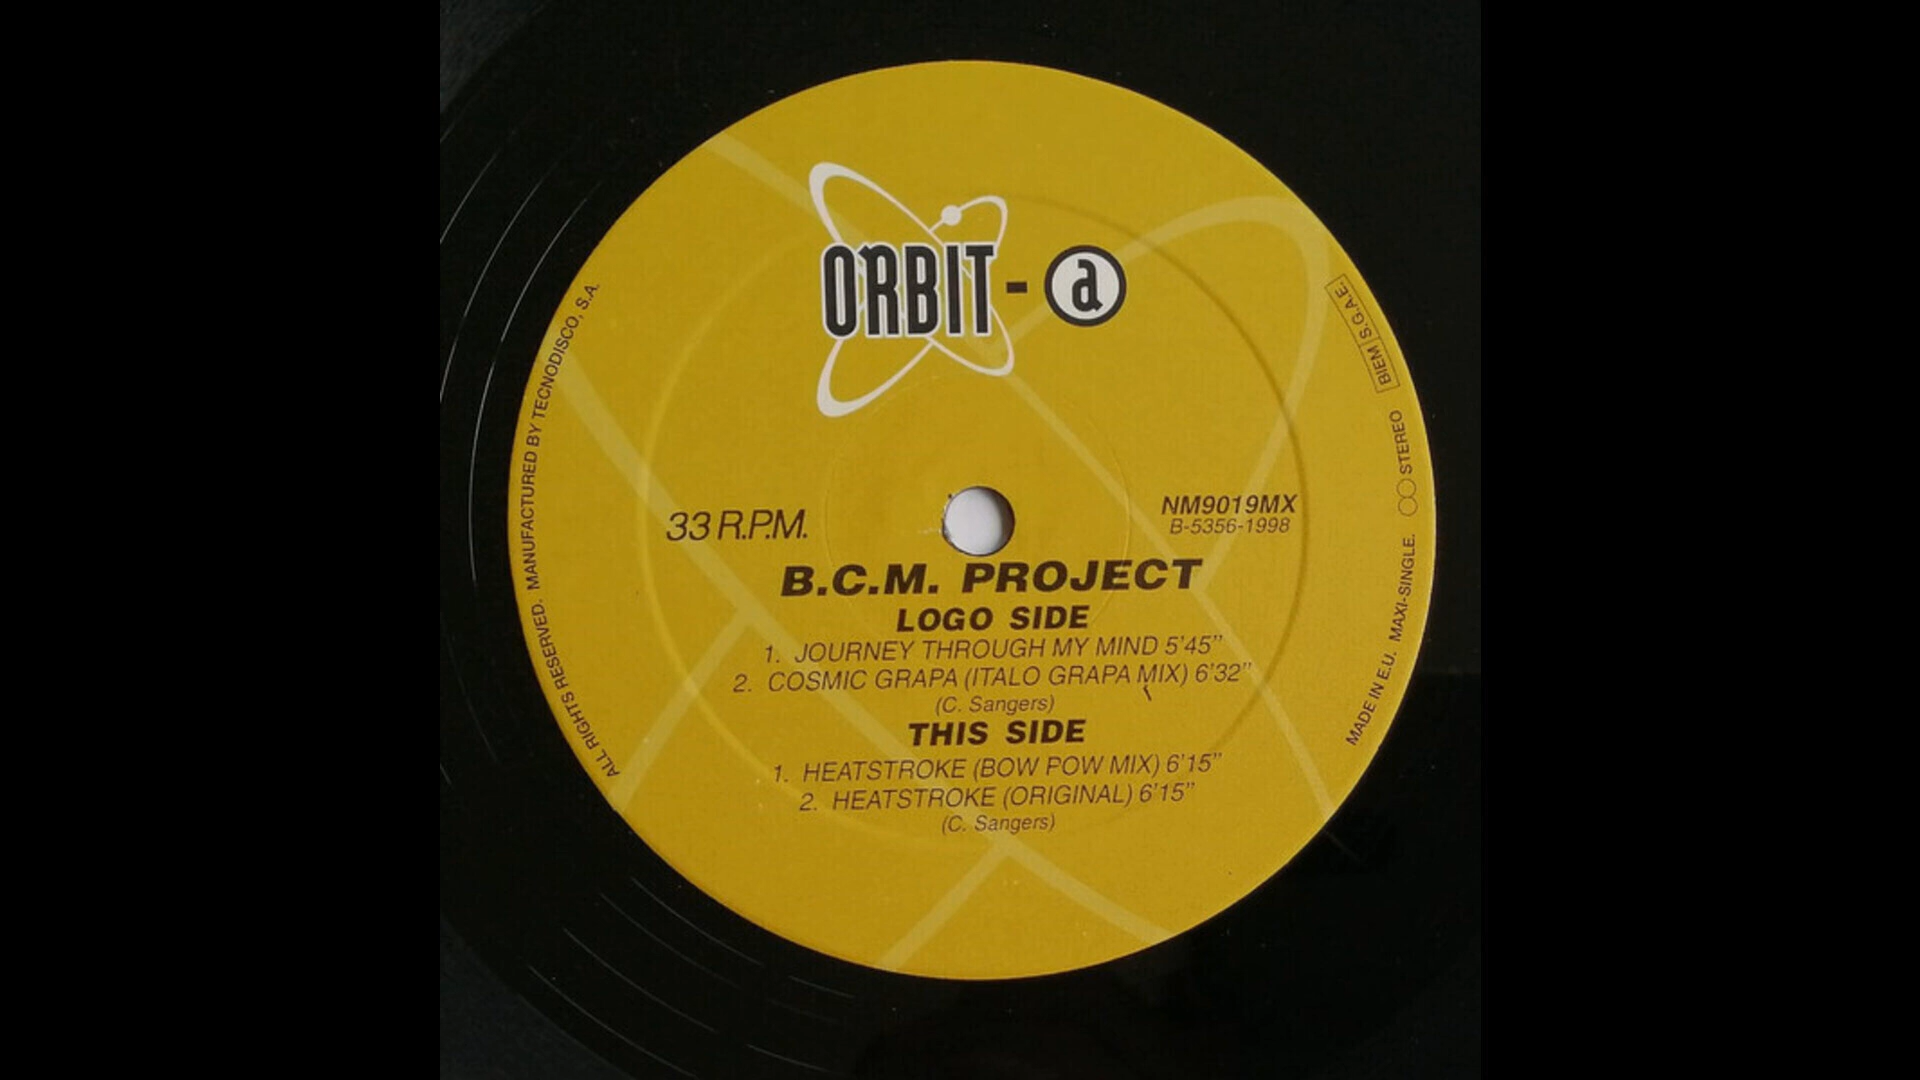 ORBIT - a
BIEM S.G.A.E.
STEREO
33 R.P.M.
NM9019MX
B-5356-1998
B.C.M. PROJECT
LOGO SIDE
1. JOURNEY THROUGH MY MIND 5'45"
2. COSMIC GRAPA (ITALO GRAPA MIX) 6'32"
(C. Sangers)
THIS SIDE
1. HEATSTROKE (BOW POW MIX) 6'15"
2. HEATSTROKE (ORIGINAL) 6'15"
(C. Sangers)
ALL RIGHTS RESERVED. MANUFACTURED BY TECNODISCO, S.A.
MADE IN E.U. MAXI-SINGLE.